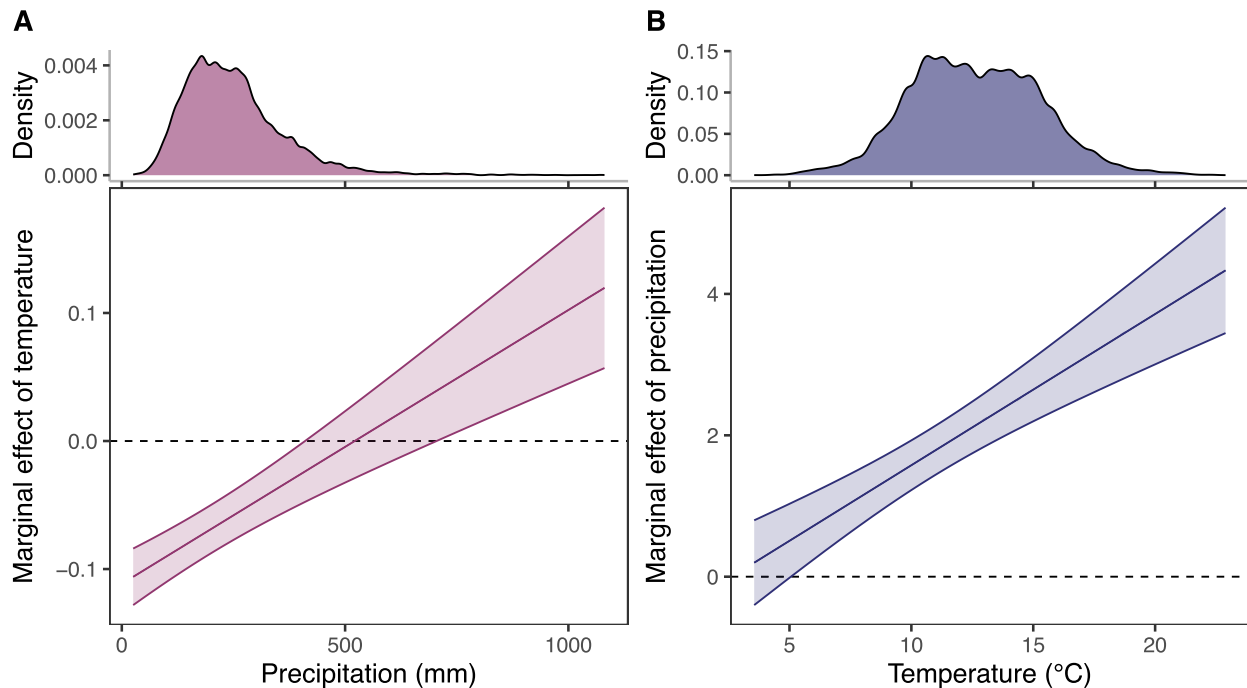 A
Density
0.004
0.002
0.000
Marginal effect of temperature
0.1
0.0
−0.1
0
500
1000
Precipitation (mm)
B
Density
0.15
0.10
0.05
0.00
Marginal effect of precipitation
4
2
0
5
10
15
20
Temperature (°C)